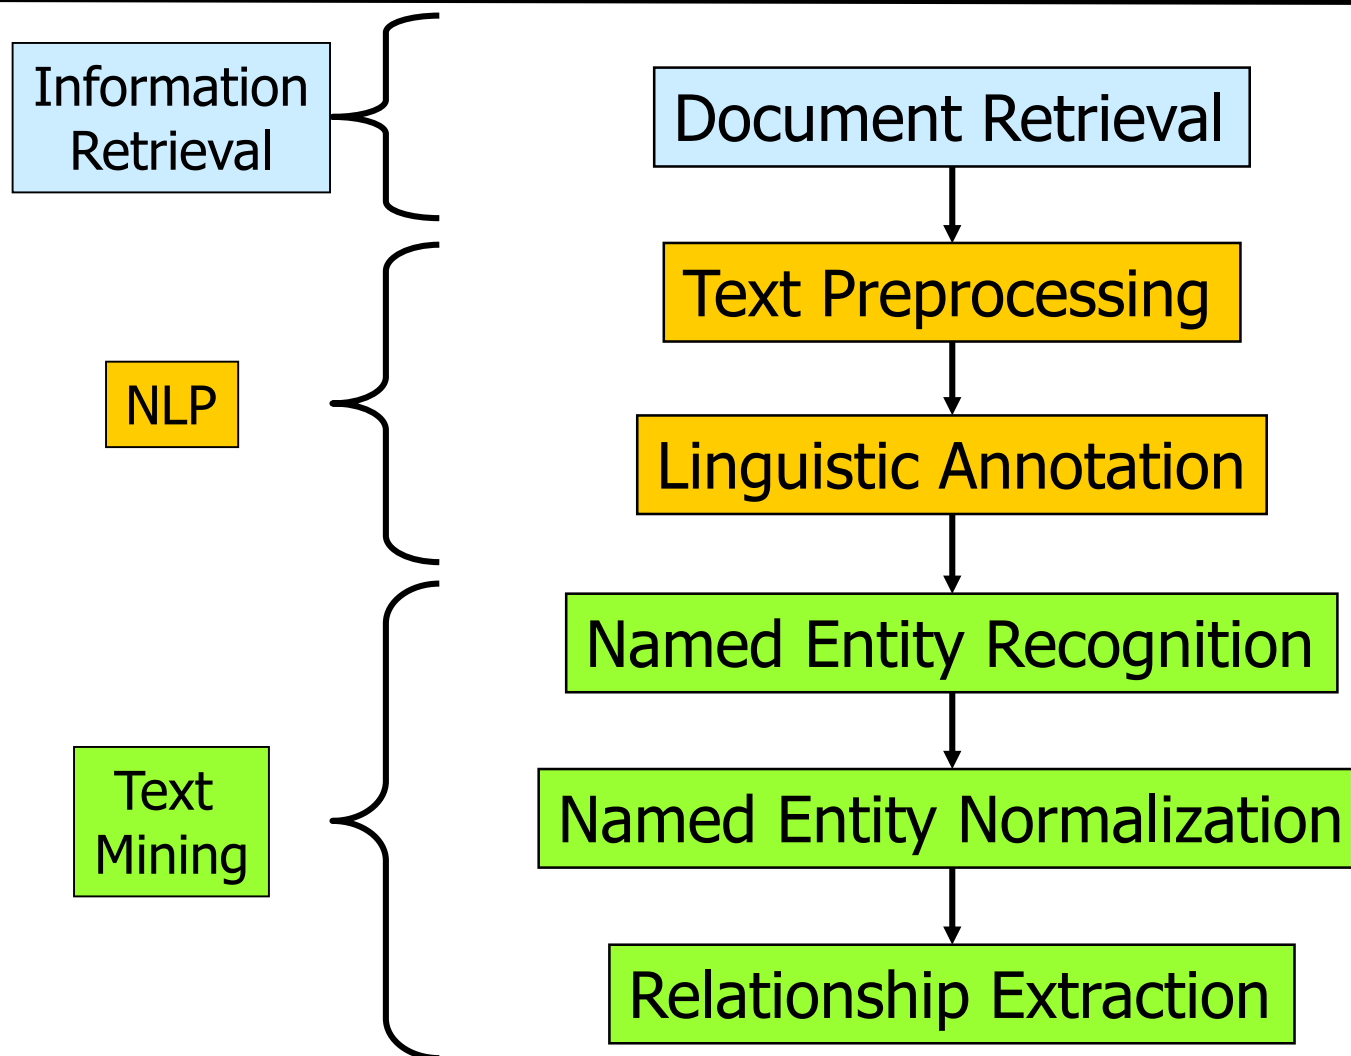 Information
Retrieval
Document Retrieval
Text Preprocessing
NLP
Linguistic Annotation
Named Entity Recognition
Text
Mining
Named Entity Normalization
Relationship Extraction